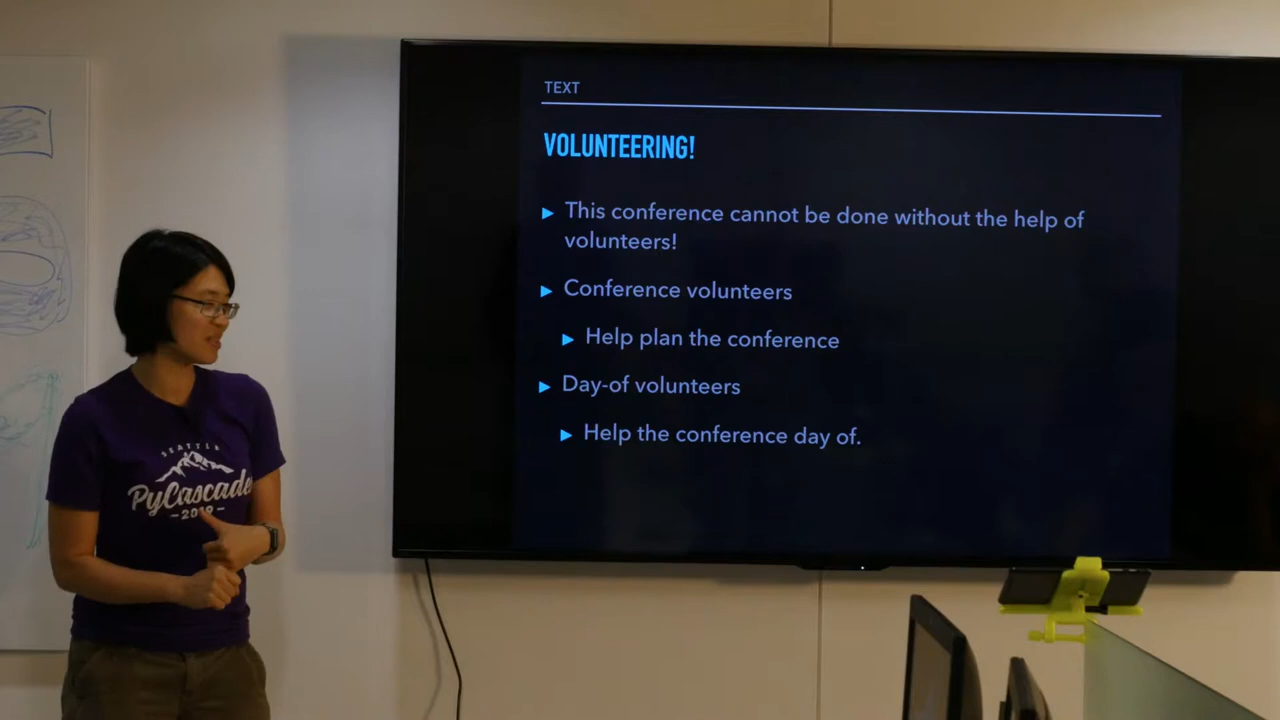 TEXT
VOLUNTEERING!
▶ This conference cannot be done without the help of
volunteers!
▶ Conference volunteers
▶ Help plan the conference
▶ Day-of volunteers
▶ Help the conference day of.
SEATTLE
PyCascade
-2019-